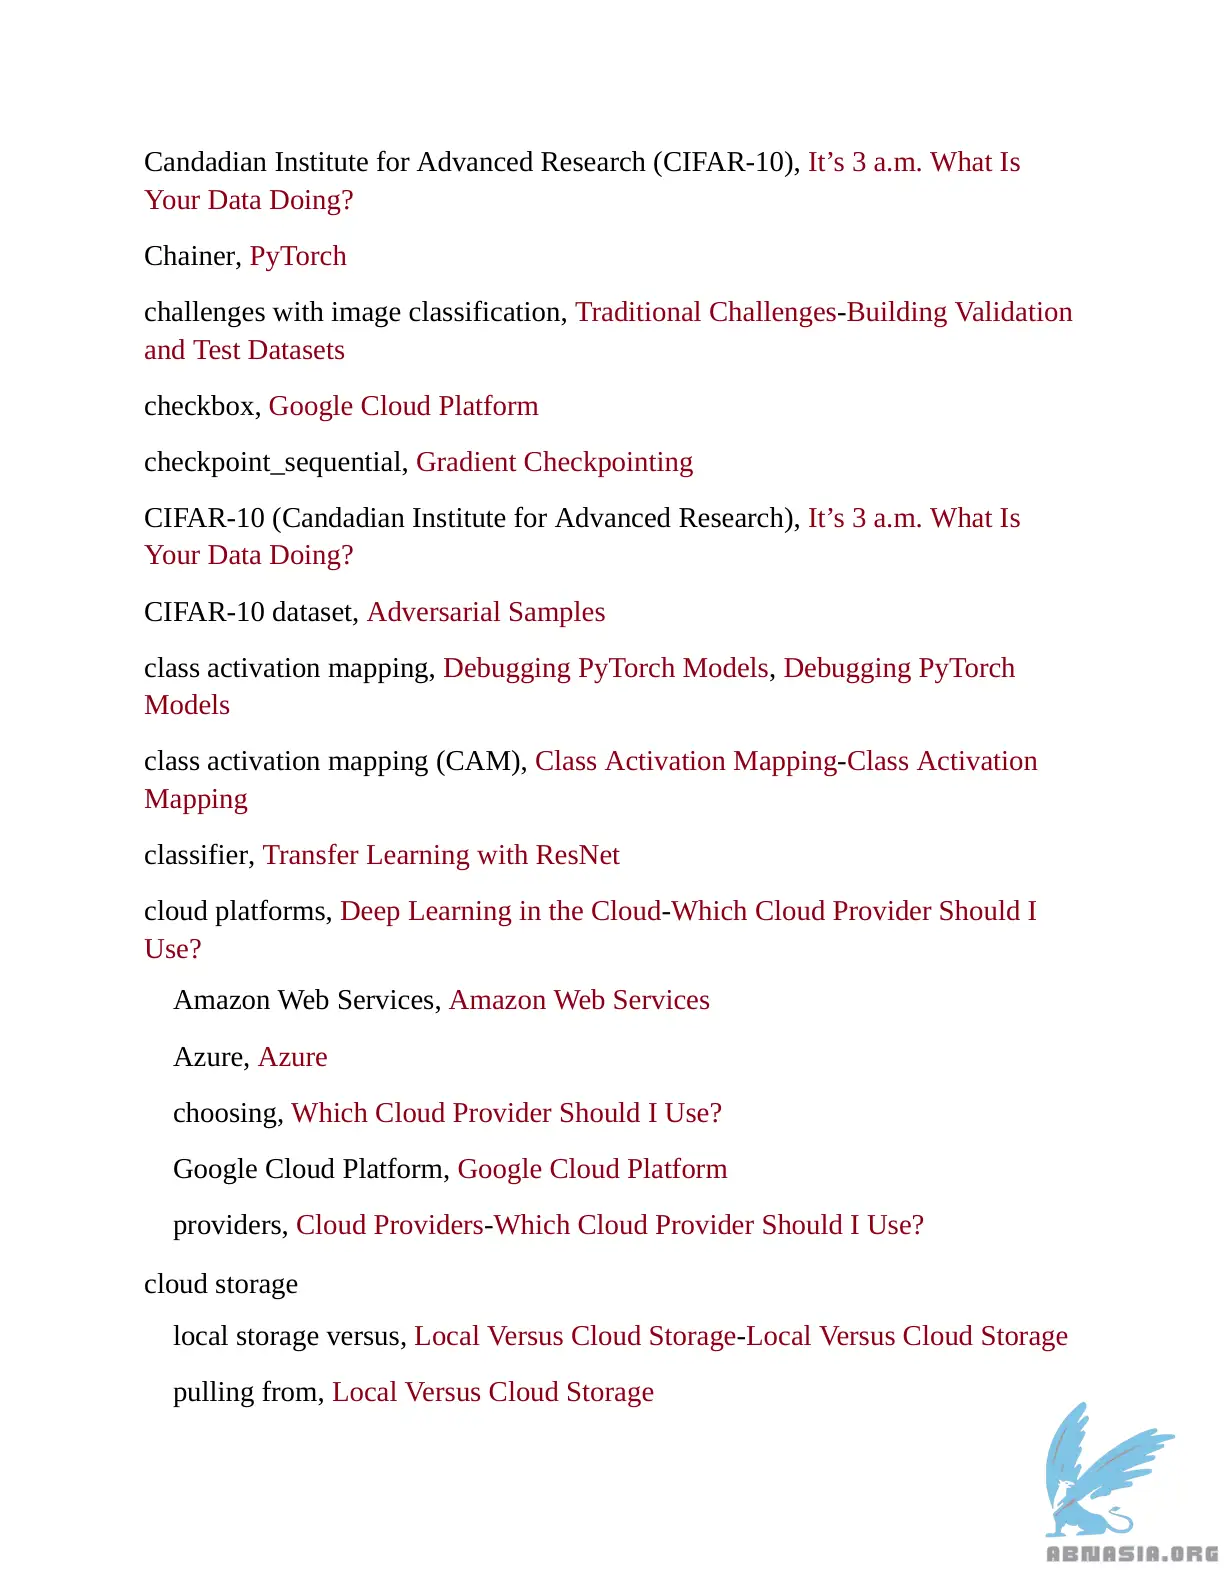 Candadian Institute for Advanced Research (CIFAR-10), It’s 3 a.m. What Is
Your Data Doing?
Chainer, PyTorch
challenges with image classification, Traditional Challenges-Building Validation
and Test Datasets
checkbox, Google Cloud Platform
checkpoint_sequential, Gradient Checkpointing
CIFAR-10 (Candadian Institute for Advanced Research), It’s 3 a.m. What Is
Your Data Doing?
CIFAR-10 dataset, Adversarial Samples
class activation mapping, Debugging PyTorch Models, Debugging PyTorch
Models
class activation mapping (CAM), Class Activation Mapping-Class Activation
Mapping
classifier, Transfer Learning with ResNet
cloud platforms, Deep Learning in the Cloud-Which Cloud Provider Should I
Use?
Amazon Web Services, Amazon Web Services
Azure, Azure
choosing, Which Cloud Provider Should I Use?
Google Cloud Platform, Google Cloud Platform
providers, Cloud Providers-Which Cloud Provider Should I Use?
cloud storage
local storage versus, Local Versus Cloud Storage-Local Versus Cloud Storage
pulling from, Local Versus Cloud Storage
ABNASIA.ORG